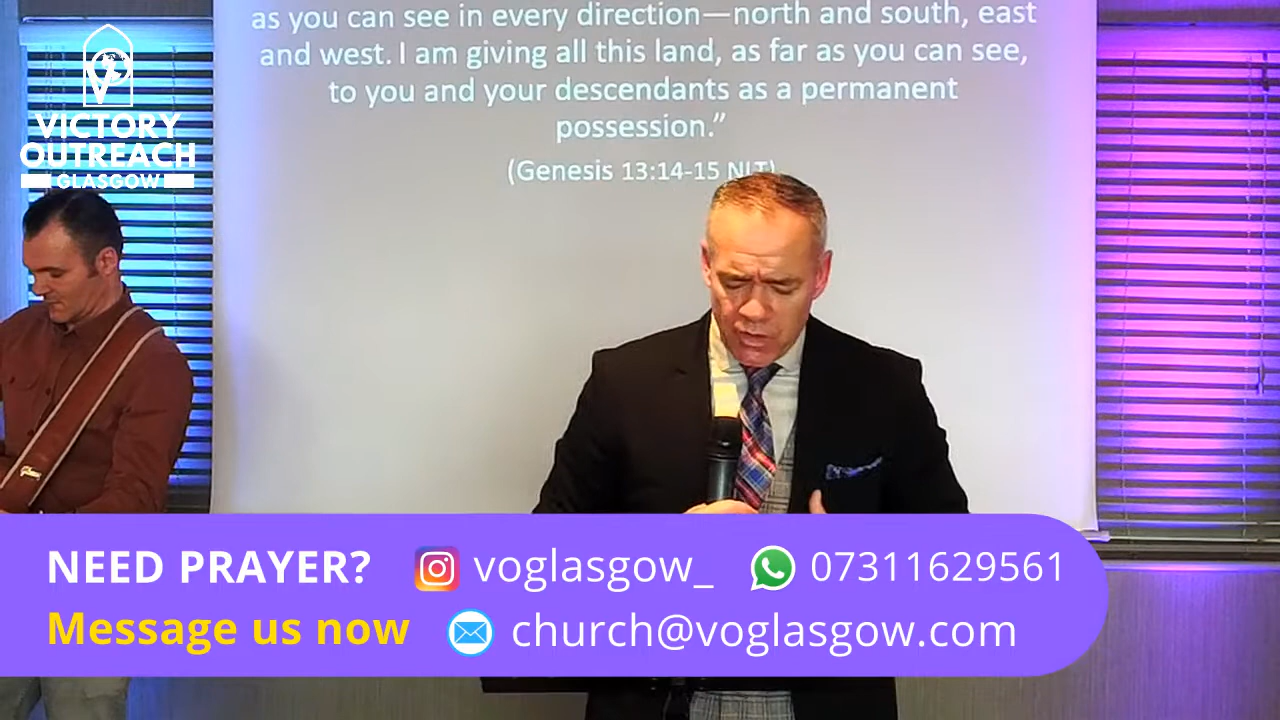 as you can see in every direction—north and south, east
and west. I am giving all this land, as far as you can see,
to you and your descendants as a permanent
possession.”
(Genesis 13:14-15 NLT)
VICTORY
OUTREACH
GLASGOW
Gibson
NEED PRAYER? voglasgow_ 07311629561
Message us now church@voglasgow.com